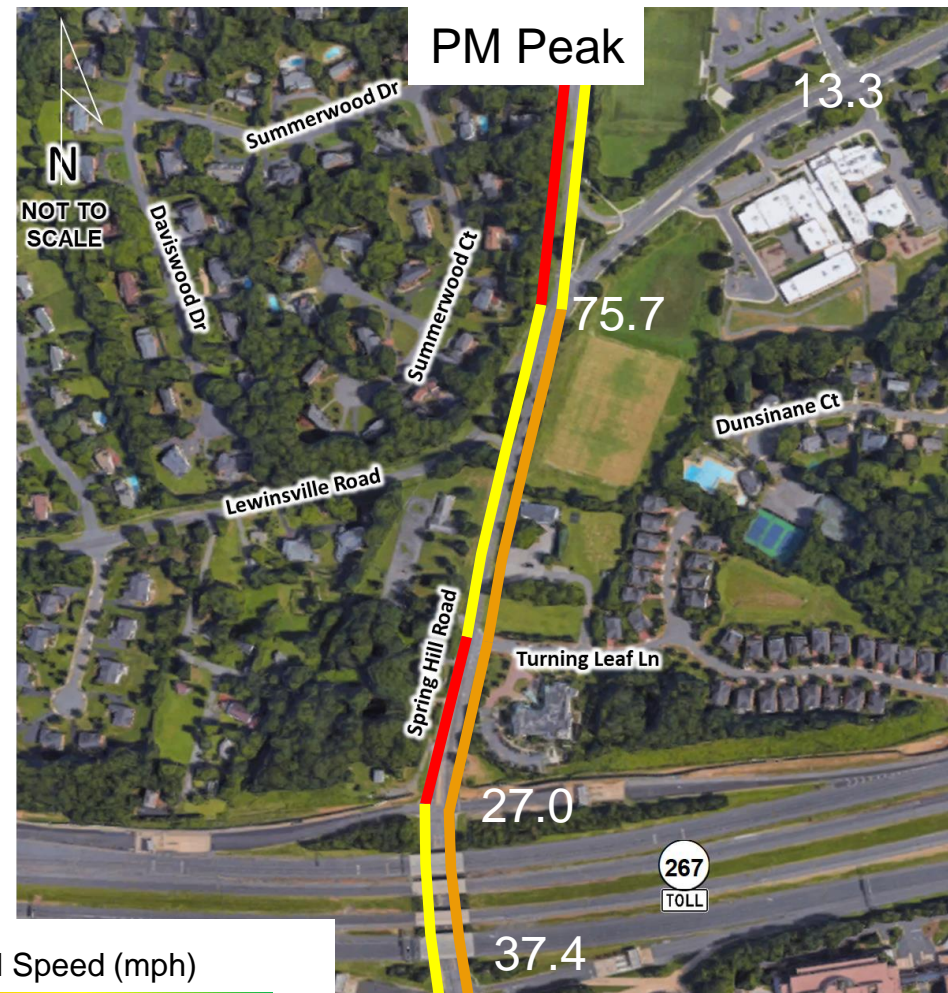 PM Peak
13.3
Summerwood Dr
N
NOT TO
SCALE
Daviswood Dr
Summerwood Ct
75.7
Dunsinane Ct
Lewinsville Road
Spring Hill Road
Turning Leaf Ln
27.0
267
TOLL
37.4
Speed (mph)